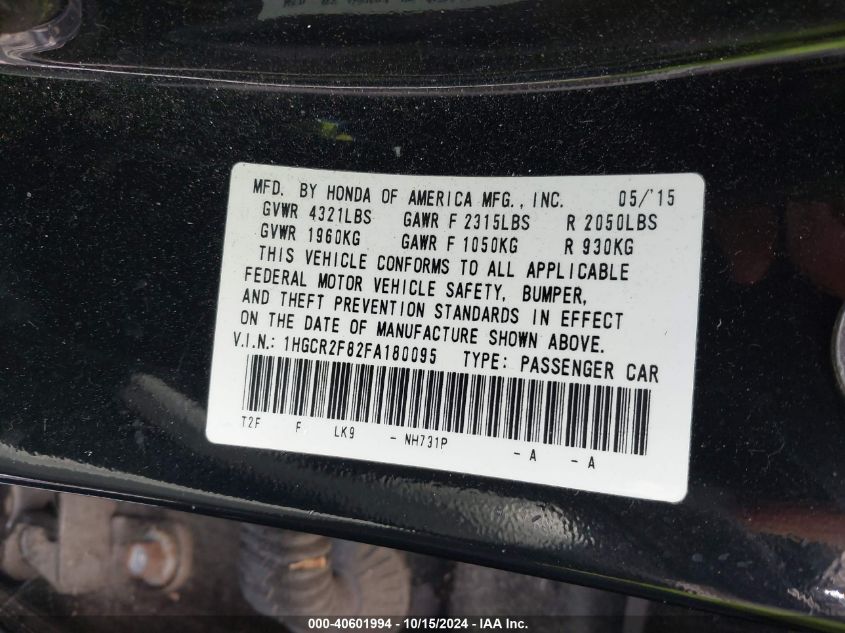 MFD. BY HONDA OF AMERICA MFG., INC. 05/'15
GVWR 4321LBS GAWR F 2315LBS R 2050LBS
GVWR 1960KG GAWR F 1050KG R 930KG
THIS VEHICLE CONFORMS TO ALL APPLICABLE
FEDERAL MOTOR VEHICLE SAFETY, BUMPER,
AND THEFT PREVENTION STANDARDS IN EFFECT
ON THE DATE OF MANUFACTURE SHOWN ABOVE.
V.I.N.: 1HGCR2F82FA180095 TYPE: PASSENGER CAR
T2F F LK9 - NH731P - A - A
000-40601994 - 10/15/2024 - IAA Inc.